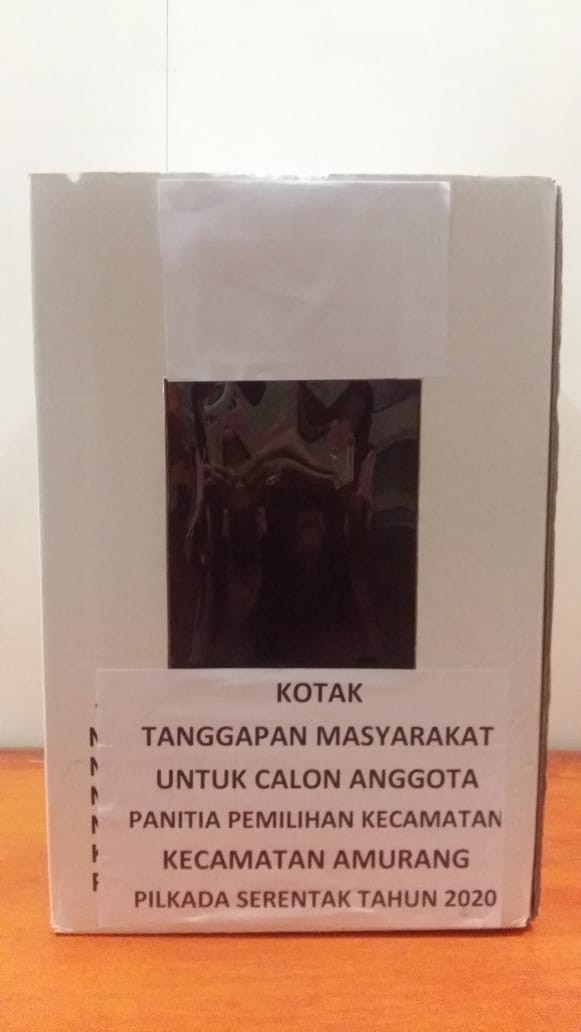 KOTAK
TANGGAPAN MASYARAKAT
UNTUK CALON ANGGOTA
PANITIA PEMILIHAN KECAMATAN
KECAMATAN AMURANG
PILKADA SERENTAK TAHUN 2020